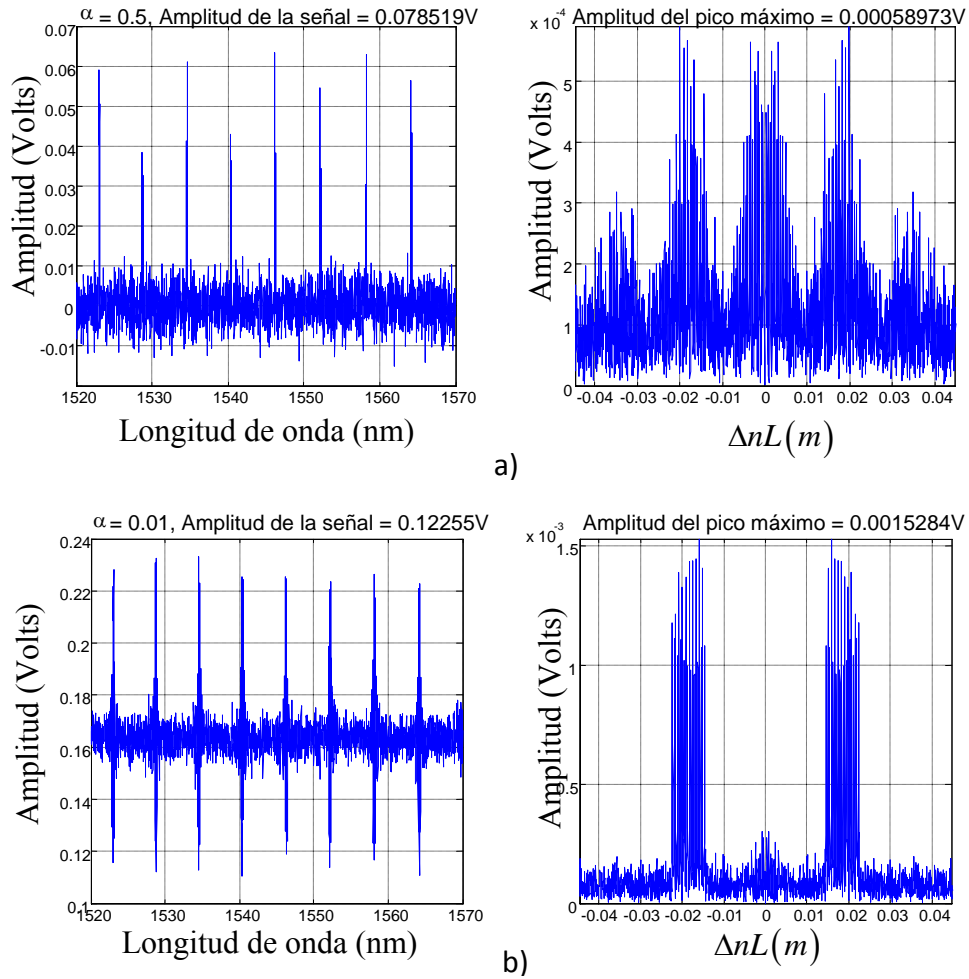 α = 0.5, Amplitud de la señal = 0.078519V
0.07
0.06
0.05
0.04
0.03
0.02
0.01
0
-0.01
Amplitud (Volts)
1520 1530 1540 1550 1560 1570
Longitud de onda (nm)
Amplitud del pico máximo = 0.00058973V
x 10⁻⁴
5
4
3
2
1
0
Amplitud (Volts)
-0.04 -0.03 -0.02 -0.01 0 0.01 0.02 0.03 0.04
ΔnL(m)
a)
α = 0.01, Amplitud de la señal = 0.12255V
0.24
0.22
0.2
0.18
0.16
0.14
0.12
0.1
Amplitud (Volts)
1520 1530 1540 1550 1560 1570
Longitud de onda (nm)
Amplitud del pico máximo = 0.0015284V
x 10⁻³
1.5
1
0.5
0
Amplitud (Volts)
-0.04 -0.03 -0.02 -0.01 0 0.01 0.02 0.03 0.04
ΔnL(m)
b)